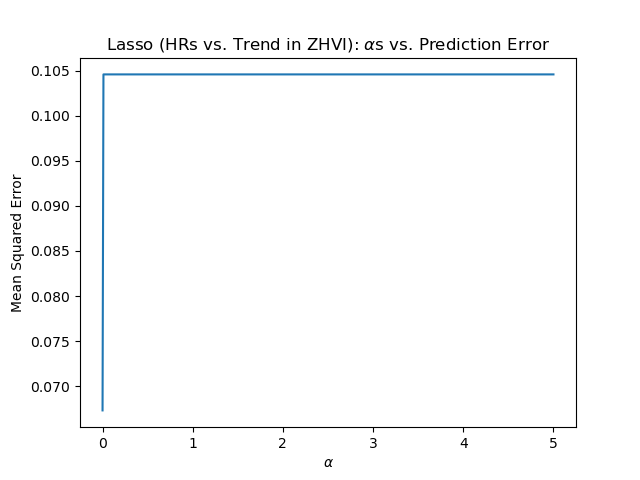 Lasso (HRs vs. Trend in ZHVI): αs vs. Prediction Error
0.105
0.100
0.095
0.090
0.085
0.080
0.075
0.070
Mean Squared Error
0 1 2 3 4 5
α